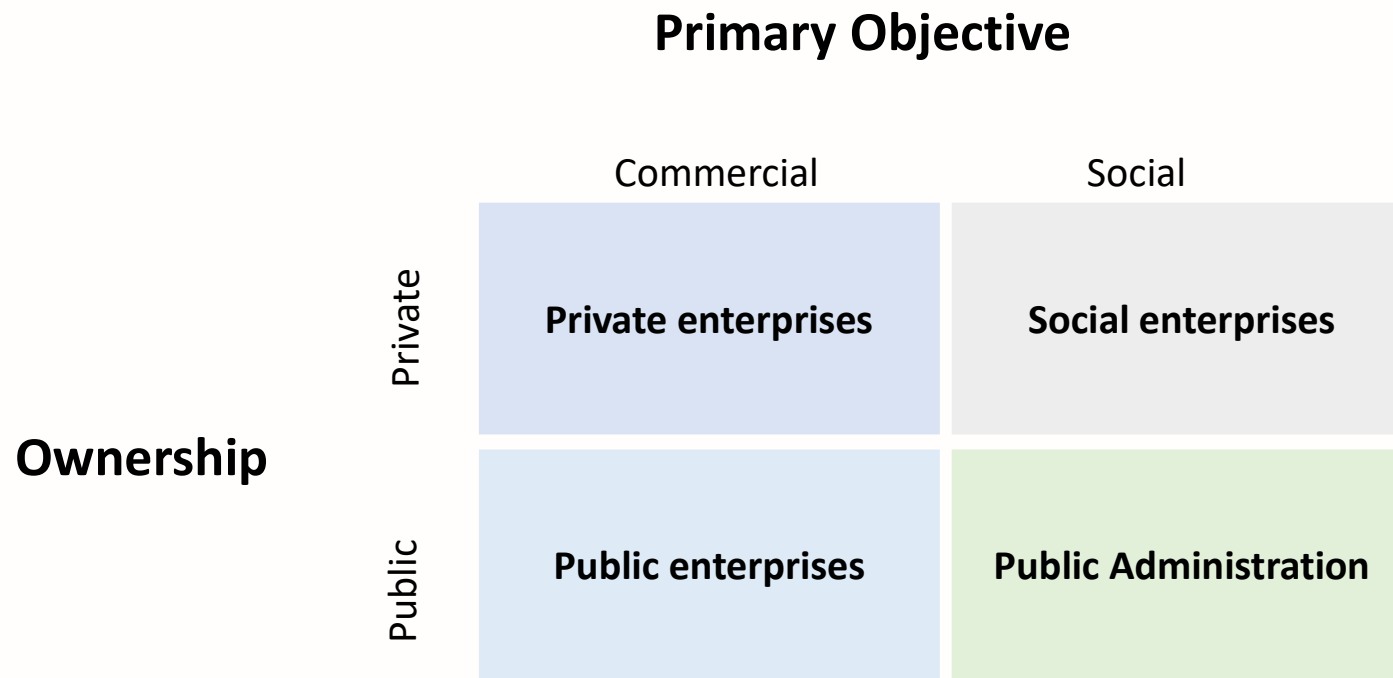 Primary Objective
Commercial
Social
Private
Private enterprises
Social enterprises
Ownership
Public
Public enterprises
Public Administration